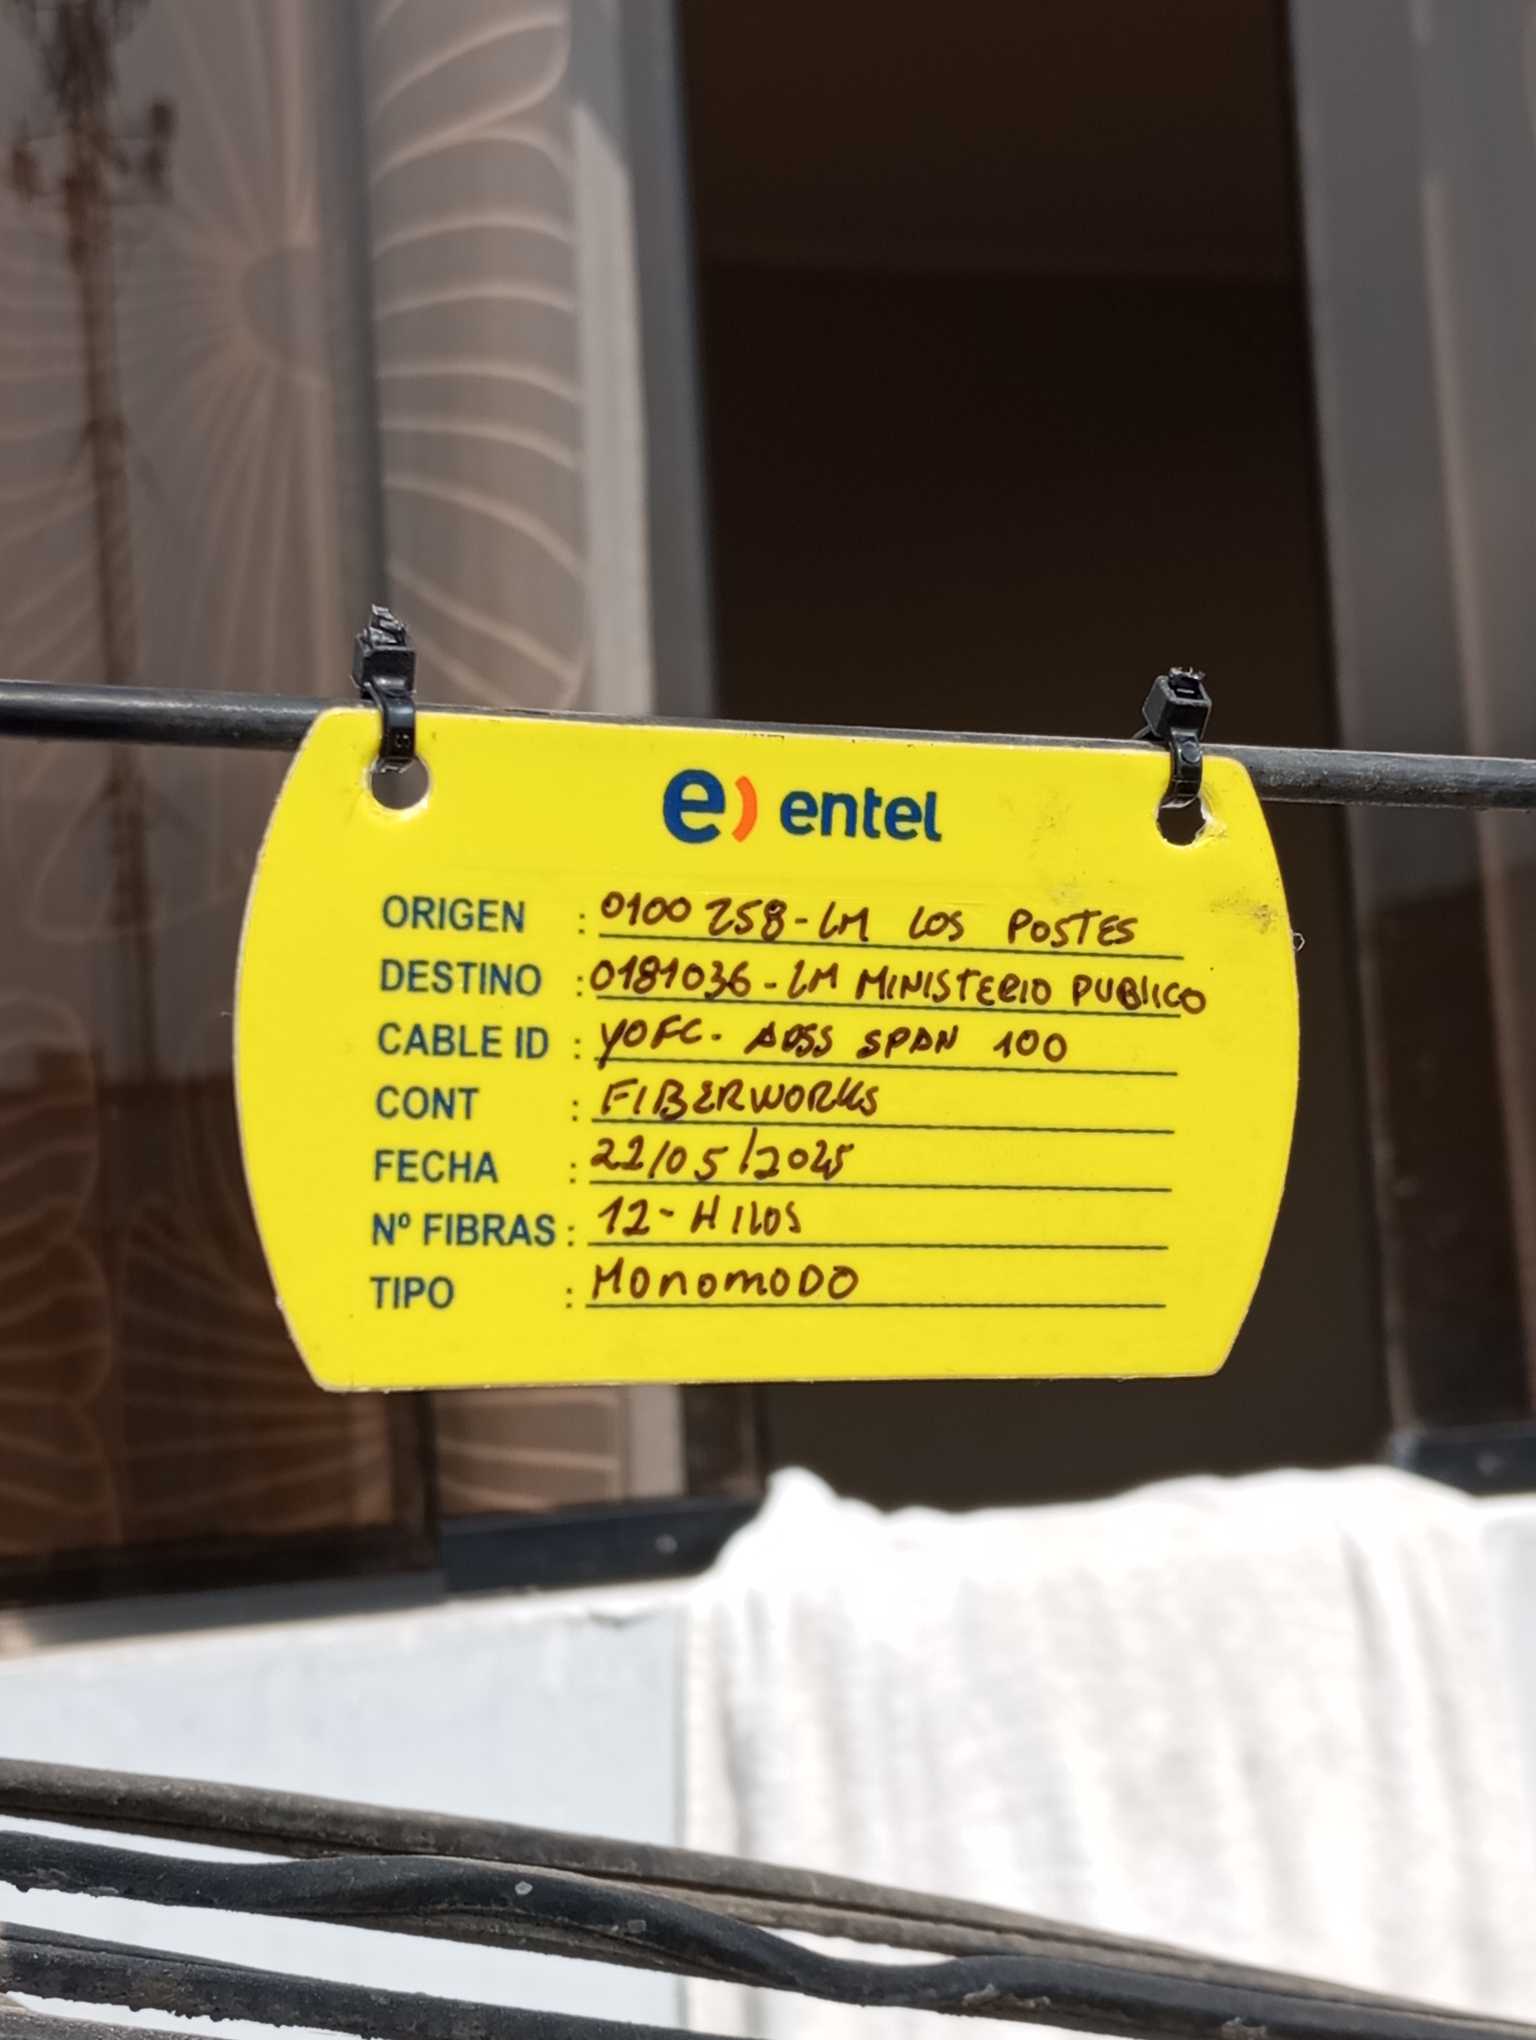 e) entel
ORIGEN : 0100258-LM LOS POSTES
DESTINO : 0181036-LM MINISTERIO PUBLICO
CABLE ID : YOFC- ADSS SPAN 100
CONT : FIBERWORKS
FECHA : 22/05/2025
Nº FIBRAS : 12-HILOS
TIPO : MONOMODO